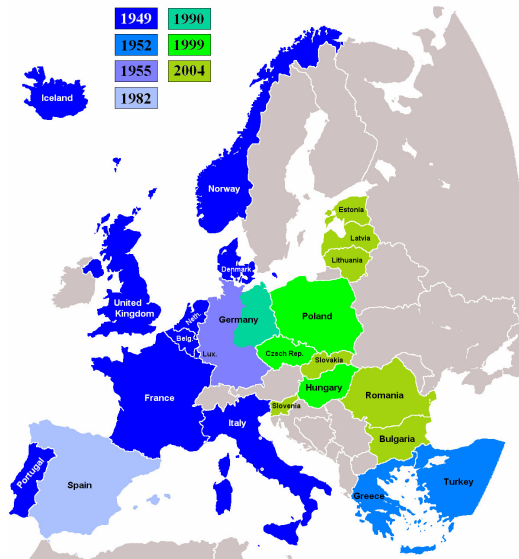 1949
1990
1952
1999
1955
2004
1982
Iceland
Norway
Estonia
Latvia
Lithuania
Denmark
United
Kingdom
Neth.
Belg.
Lux.
Germany
Poland
Czech Rep.
Slovakia
Hungary
France
Italy
Slovenia
Romania
Bulgaria
Portugal
Spain
Greece
Turkey